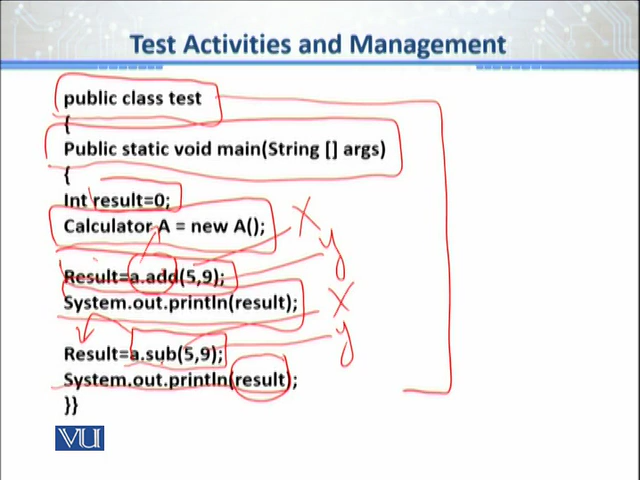 Test Activities and Management
public class test
{
Public static void main(String [] args)
{
Int result=0;
Calculator A = new A();
X
y
Result=a.add(5,9);
System.out.println(result);
X
y
Result=a.sub(5,9);
System.out.println(result);
}}
VU